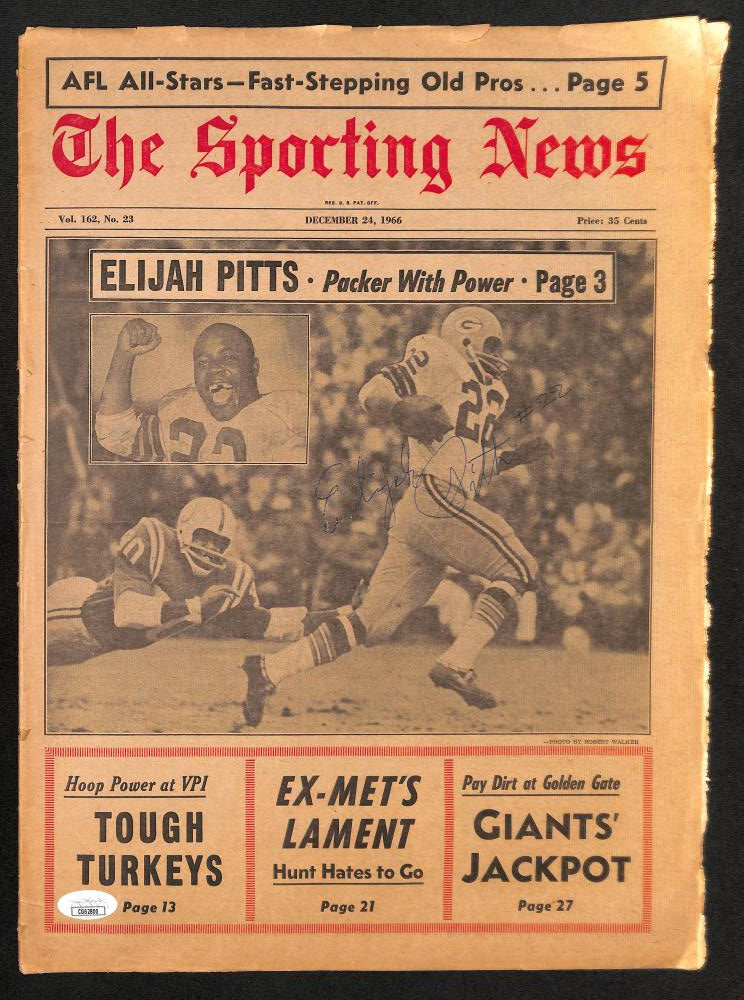 AFL All-Stars—Fast-Stepping Old Pros... Page 5
The Sporting News
REG. U. S. PAT. OFF.
Vol. 162, No. 23 DECEMBER 24, 1966 Price: 35 Cents
ELIJAH PITTS · Packer With Power · Page 3
G
22
22
22
Elijah Pitts #22
—PHOTO BY ROBERT WALKER
Hoop Power at VPI
TOUGH
TURKEYS
Page 13
EX-MET'S
LAMENT
Hunt Hates to Go
Page 21
Pay Dirt at Golden Gate
GIANTS'
JACKPOT
Page 27